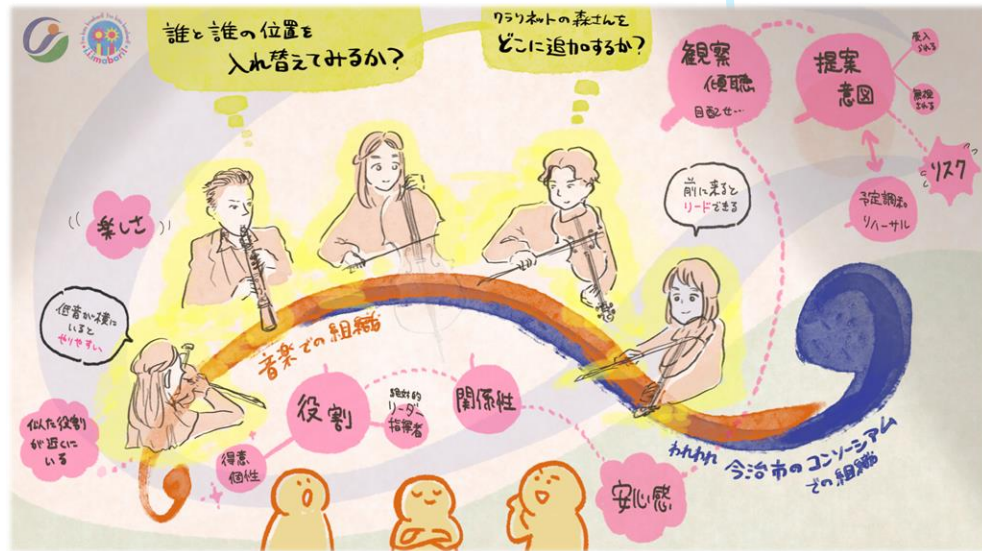 誰と誰の位置を
入れ替えてみるか?
クラリネットの森さんを
どこに追加するか?
観察
傾聴
目配せ…
提案
意図
受入
られる
無視
される
リスク
予定調和
リハーサル
楽しさ
前に来ると
リードできる
低音が横に
いると
やりやすい
音楽での組織
似た役割
が近くに
いる
得意
個性
役割
絶対的
リーダー
指揮者
関係性
安心感
われわれ
今治市のコンソーシアム
での組織